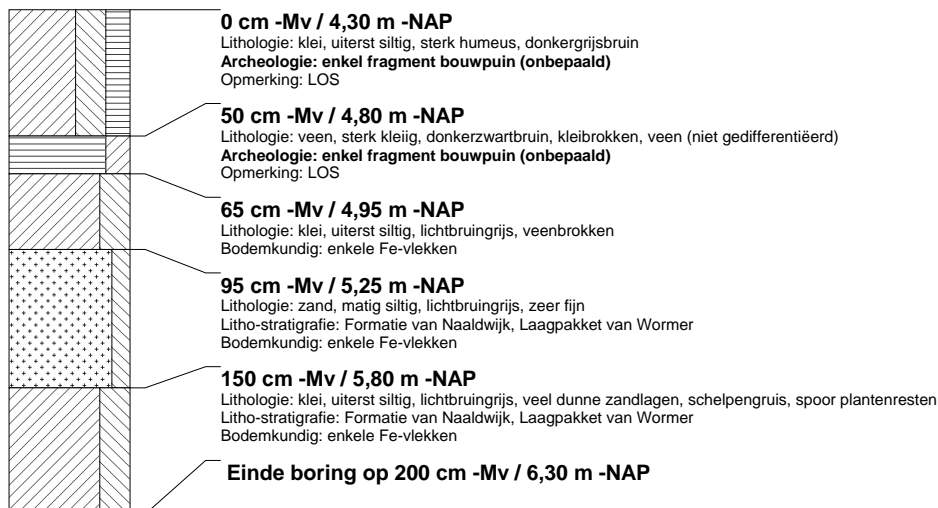 0 cm -Mv / 4,30 m -NAP
Lithologie: klei, uiterst siltig, sterk humeus, donkergrijsbruin
Archeologie: enkel fragment bouwpuin (onbepaald)
Opmerking: LOS
50 cm -Mv / 4,80 m -NAP
Lithologie: veen, sterk kleiig, donkerzwartbruin, kleibrokken, veen (niet gedifferentiëerd)
Archeologie: enkel fragment bouwpuin (onbepaald)
Opmerking: LOS
65 cm -Mv / 4,95 m -NAP
Lithologie: klei, uiterst siltig, lichtbruingrijs, veenbrokken
Bodemkundig: enkele Fe-vlekken
95 cm -Mv / 5,25 m -NAP
Lithologie: zand, matig siltig, lichtbruingrijs, zeer fijn
Litho-stratigrafie: Formatie van Naaldwijk, Laagpakket van Wormer
Bodemkundig: enkele Fe-vlekken
150 cm -Mv / 5,80 m -NAP
Lithologie: klei, uiterst siltig, lichtbruingrijs, veel dunne zandlagen, schelpengruis, spoor plantenresten
Litho-stratigrafie: Formatie van Naaldwijk, Laagpakket van Wormer
Bodemkundig: enkele Fe-vlekken
Einde boring op 200 cm -Mv / 6,30 m -NAP